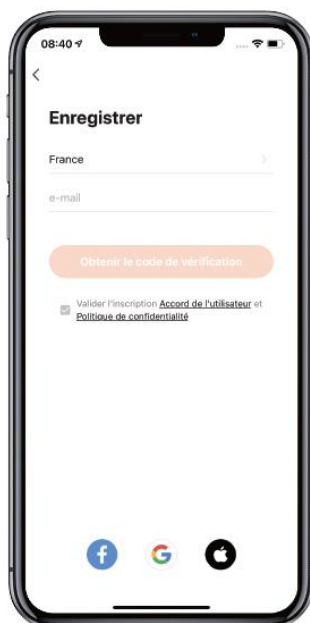 08:40
Enregistrer
France
e-mail
Obtenir le code de vérification
Valider l'inscription Accord de l'utilisateur et
Politique de confidentialité